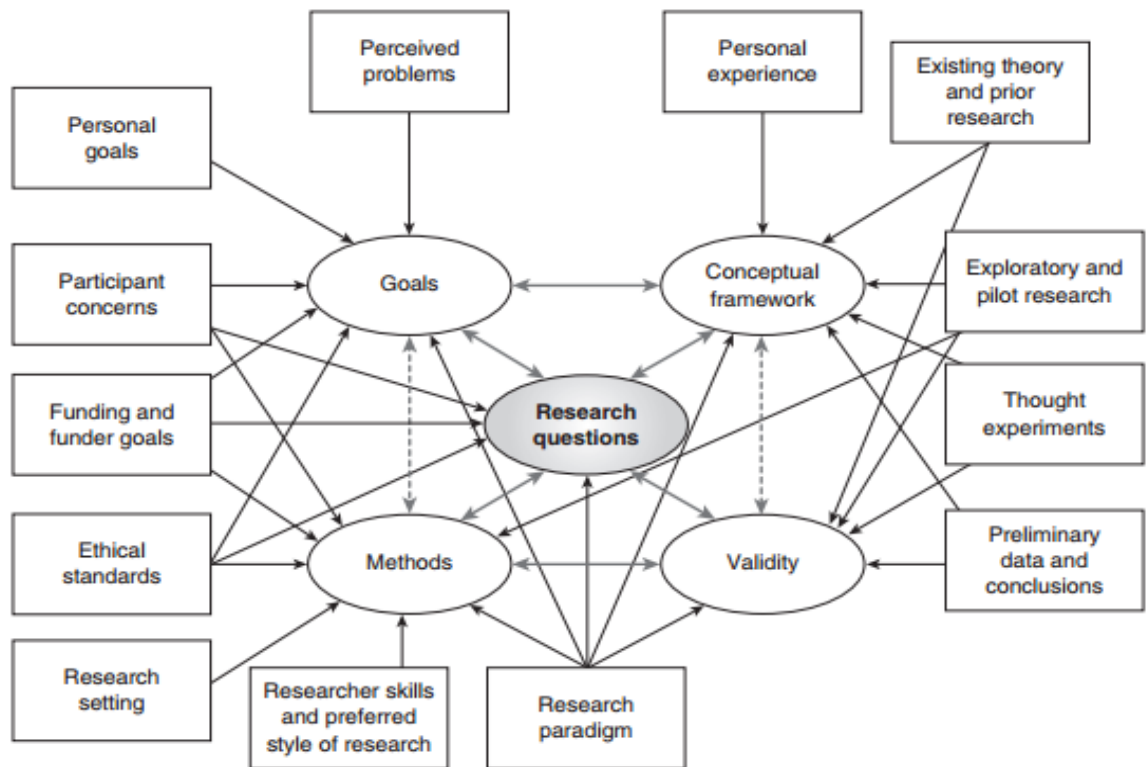 Perceived
problems
Personal
experience
Existing theory
and prior
research
Personal
goals
Participant
concerns
Goals
Conceptual
framework
Exploratory and
pilot research
Funding and
funder goals
Research
questions
Thought
experiments
Ethical
standards
Methods
Validity
Preliminary
data and
conclusions
Research
setting
Researcher skills
and preferred
style of research
Research
paradigm